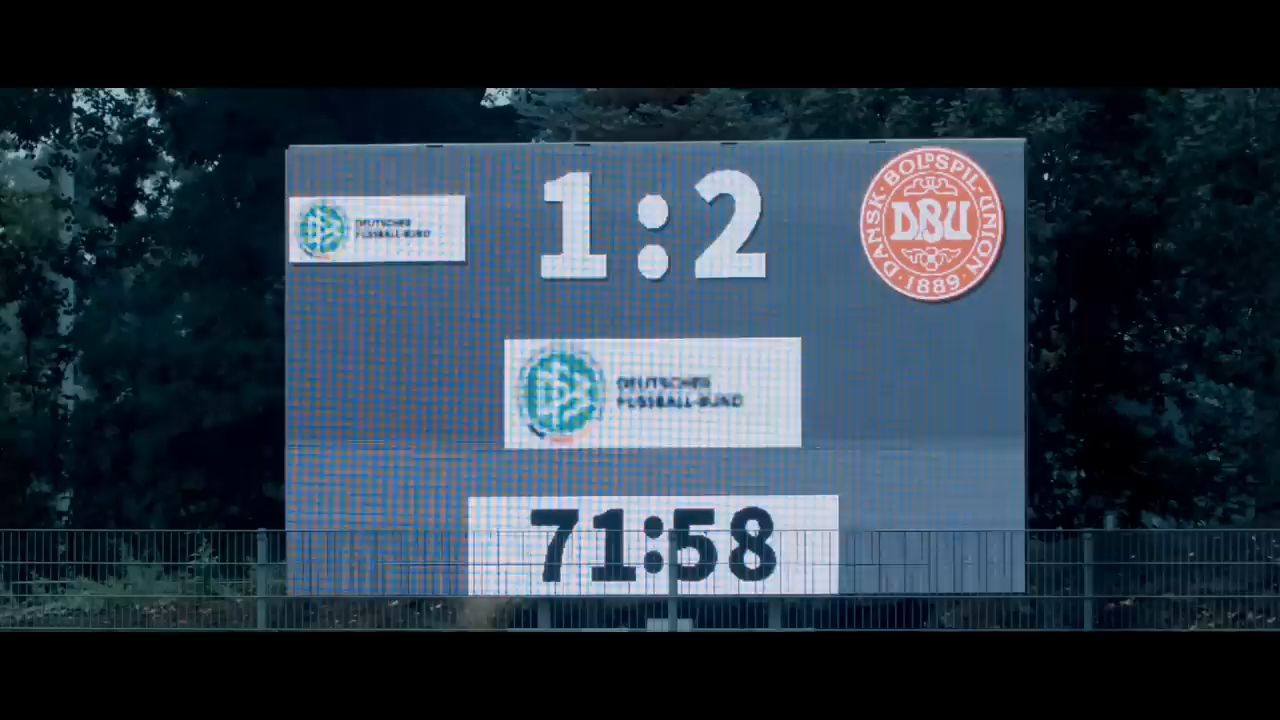 DEUTSCHER
FUSSBALL-BUND
1:2
DANSK·BOLDSPIL-UNION
DBU
·1889·
DEUTSCHER
FUSSBALL-BUND
71:58